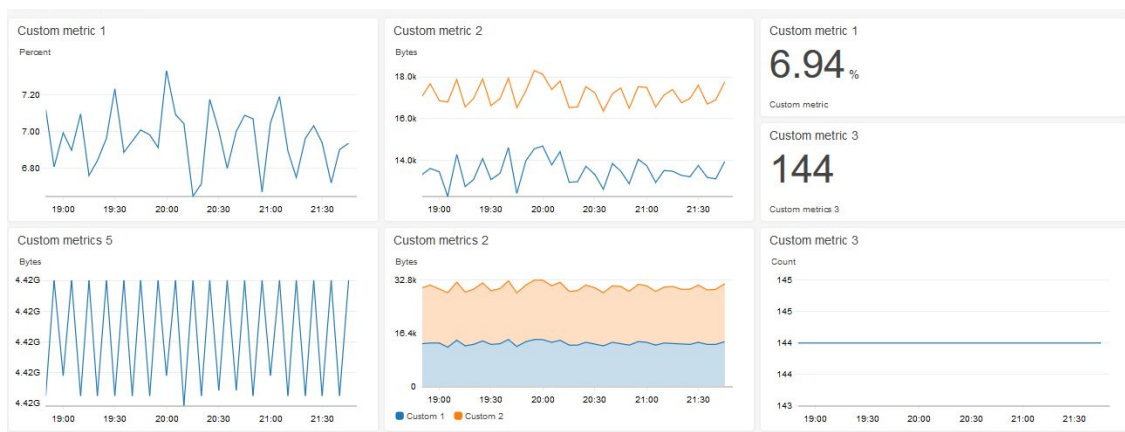 Custom metric 1
Percent
7.20
7.00
6.80
19:00 19:30 20:00 20:30 21:00 21:30
Custom metric 2
Bytes
18.0k
16.0k
14.0k
19:00 19:30 20:00 20:30 21:00 21:30
Custom metric 1
6.94 %
Custom metric
Custom metric 3
144
Custom metrics 3
Custom metrics 5
Bytes
4.42G
4.42G
4.42G
4.42G
4.42G
19:00 19:30 20:00 20:30 21:00 21:30
Custom metrics 2
Bytes
32.8k
16.4k
0
19:00 19:30 20:00 20:30 21:00 21:30
Custom 1 Custom 2
Custom metric 3
Count
145
145
144
144
143
19:00 19:30 20:00 20:30 21:00 21:30